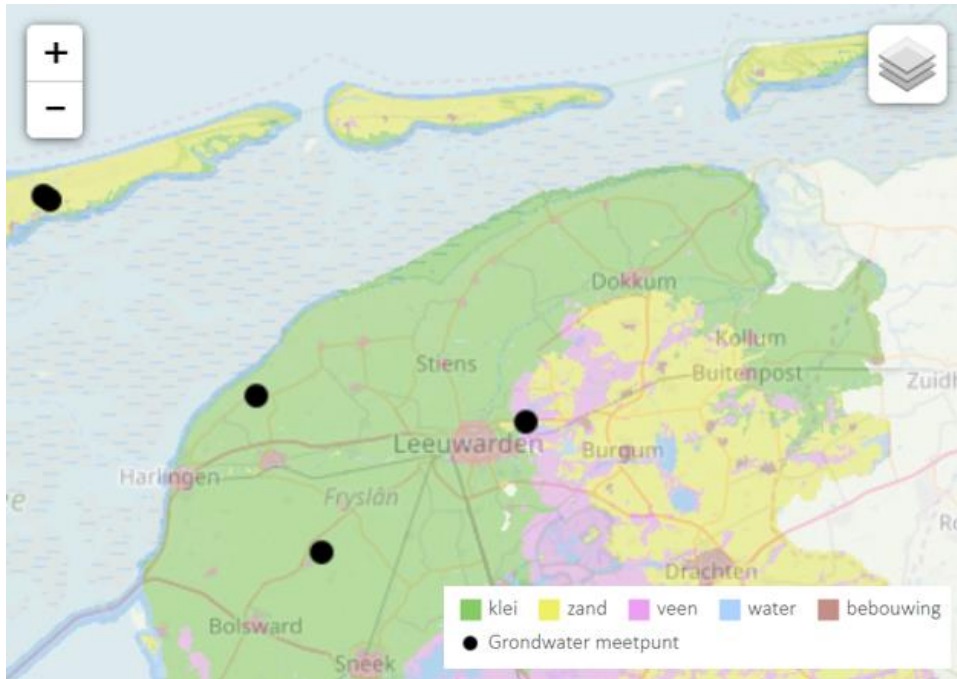 +
−
Dokkum
Kollum
Stiens
Buitenpost
Zuidh
Leeuwarden
Burgum
Harlingen
Fryslân
e
Ro
Drachten
klei zand veen water bebouwing
Bolsward
Grondwater meetpunt
Sneek